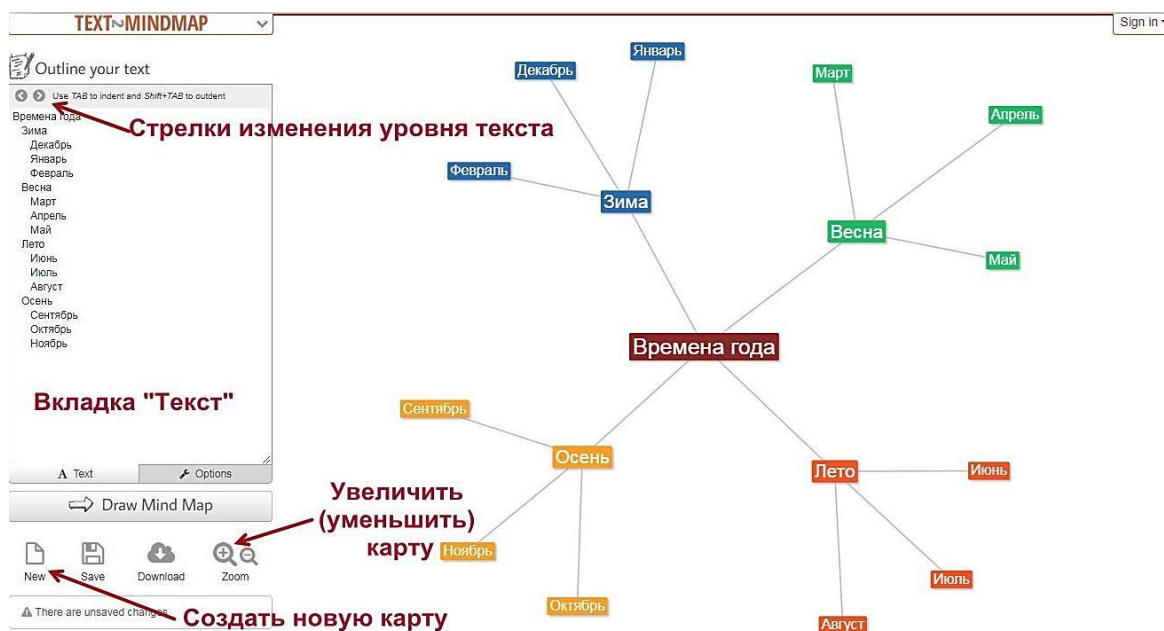 TEXT2MINDMAP
Sign in
Outline your text
Use TAB to indent and Shift+TAB to outdent
Времена года
Зима
Декабрь
Январь
Февраль
Весна
Март
Апрель
Май
Лето
Июнь
Июль
Август
Осень
Сентябрь
Октябрь
Ноябрь
Стрелки изменения уровня текста
Вкладка "Текст"
A Text
Options
Draw Mind Map
New
Save
Download
Zoom
There are unsaved changes
Увеличить
(уменьшить)
карту
Создать новую карту
Январь
Декабрь
Февраль
Зима
Март
Апрель
Весна
Май
Времена года
Сентябрь
Осень
Ноябрь
Октябрь
Лето
Июнь
Июль
Август